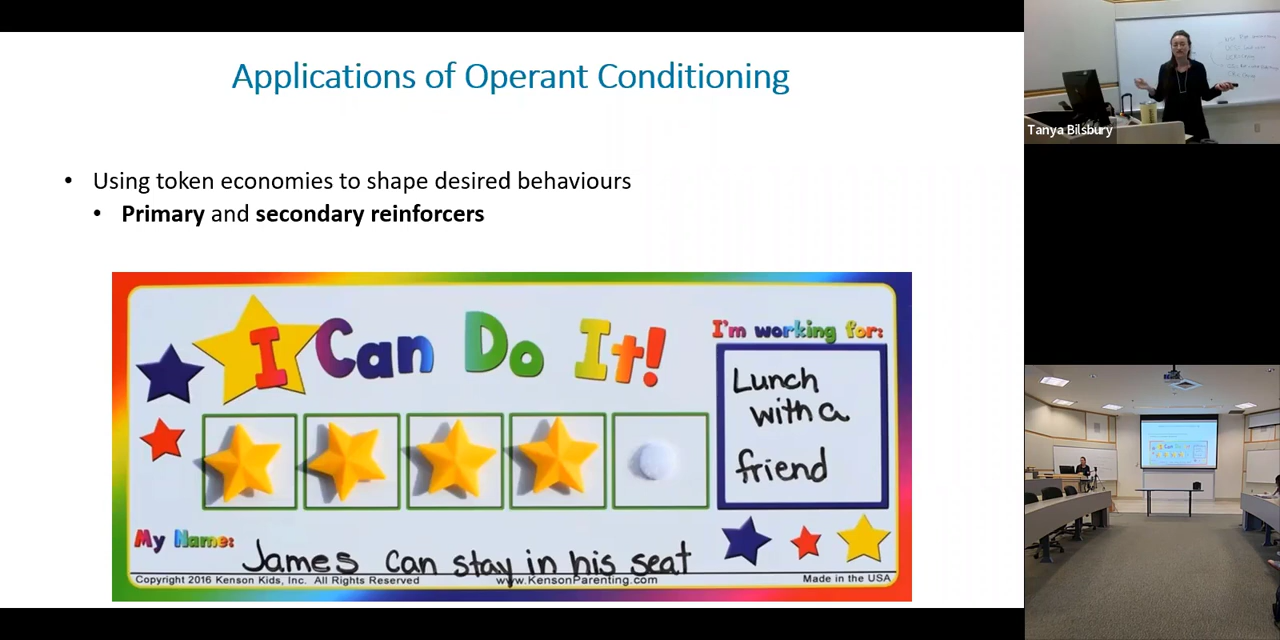 Applications of Operant Conditioning
• Using token economies to shape desired behaviours
• Primary and secondary reinforcers
I Can Do It!
I'm working for:
Lunch
with a
friend
My Name: James can stay in his seat
Copyright 2016 Kenson Kids, Inc. All Rights Reserved www.KensonParenting.com Made in the USA
Tanya Bilsbury